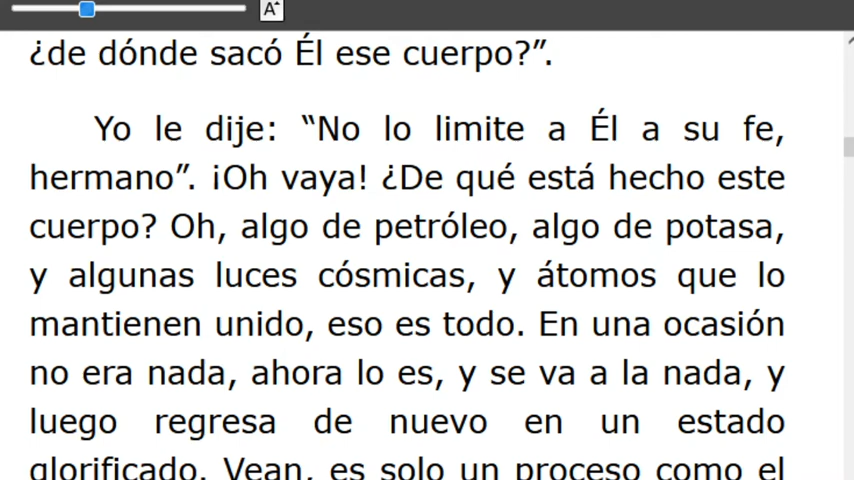 A
¿de dónde sacó Él ese cuerpo?”.
Yo le dije: “No lo limite a Él a su fe,
hermano”. ¡Oh vaya! ¿De qué está hecho este
cuerpo? Oh, algo de petróleo, algo de potasa,
y algunas luces cósmicas, y átomos que lo
mantienen unido, eso es todo. En una ocasión
no era nada, ahora lo es, y se va a la nada, y
luego regresa de nuevo en un estado
glorificado. Vean, es solo un proceso como el